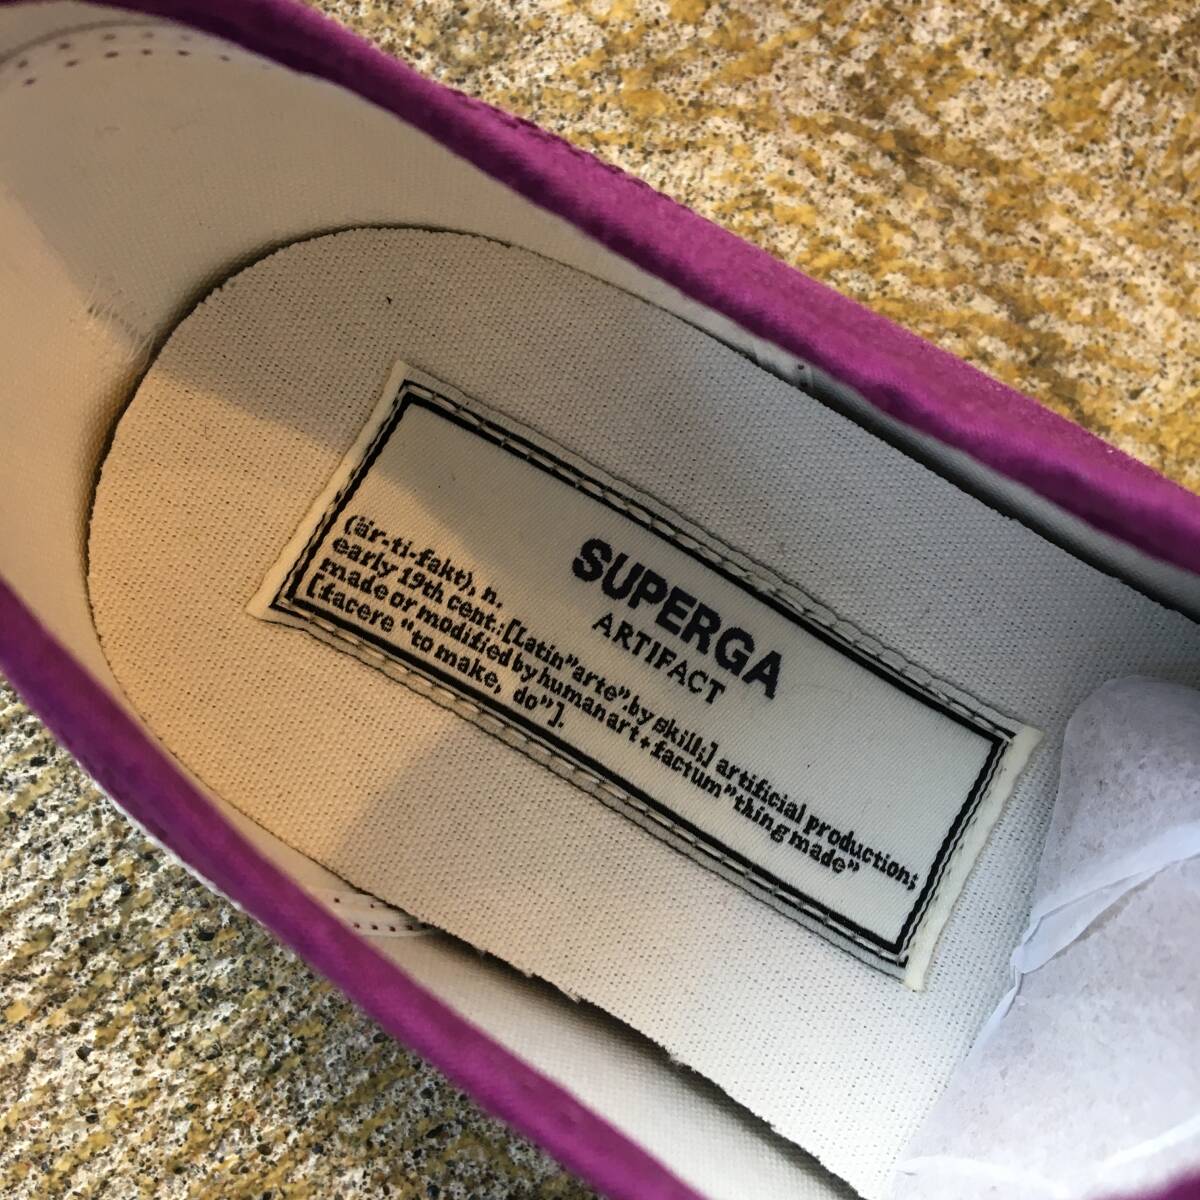 SUPERGA
ARTIFACT
(är-ti-fakt), n.
early 19th cent.:[Latin"arte".by skill;] artificial production;
made or modified by human art + factum "thing made"
[facere "to make, do"].